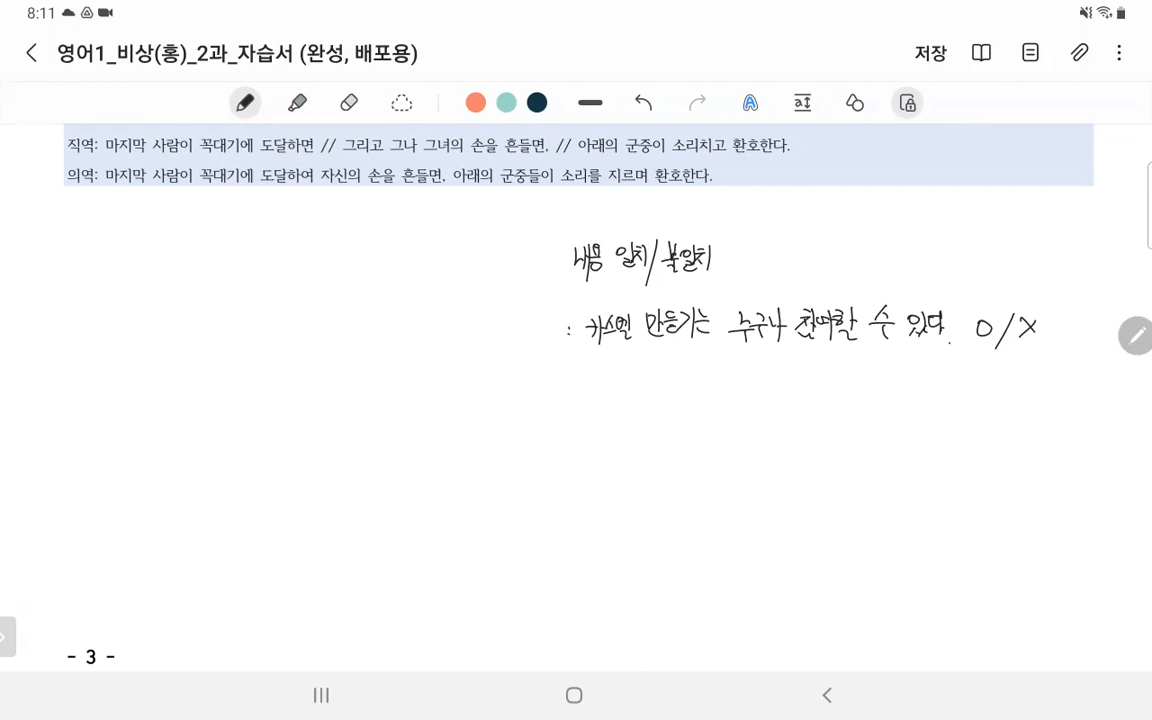 8:11
영어1_비상(홍)_2과_자습서 (완성, 배포용)
저장
직역: 마지막 사람이 꼭대기에 도달하면 // 그리고 그나 그녀의 손을 흔들면, // 아래의 군중이 소리치고 환호한다.
의역: 마지막 사람이 꼭대기에 도달하여 자신의 손을 흔들면, 아래의 군중들이 소리를 지르며 환호한다.
내용 일치/불일치
: 카스텔 만들기는 누구나 참여할 수 있다. O/X
- 3 -